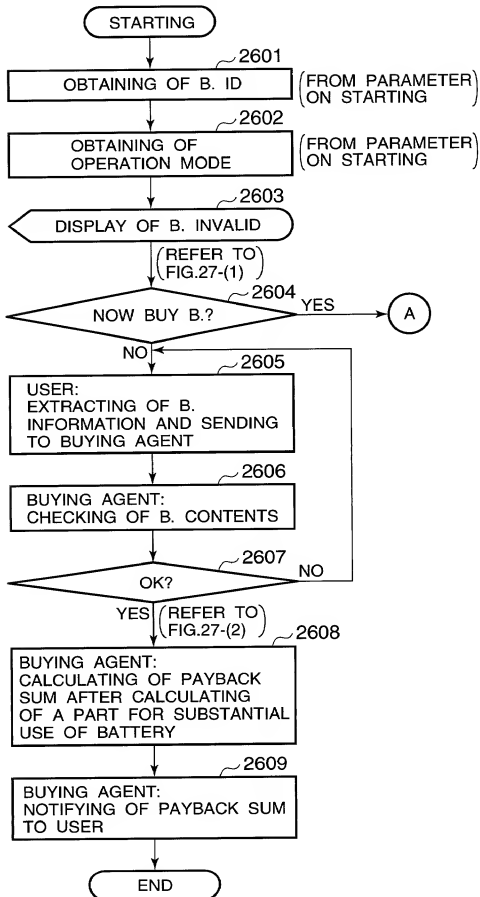 STARTING
2601
OBTAINING OF B. ID
(FROM PARAMETER
ON STARTING)
2602
OBTAINING OF
OPERATION MODE
(FROM PARAMETER
ON STARTING)
2603
DISPLAY OF B. INVALID
(REFER TO
FIG.27-(1))
2604
NOW BUY B.?
YES
A
NO
2605
USER:
EXTRACTING OF B.
INFORMATION AND SENDING
TO BUYING AGENT
2606
BUYING AGENT:
CHECKING OF B. CONTENTS
2607
OK?
NO
YES
(REFER TO
FIG.27-(2))
2608
BUYING AGENT:
CALCULATING OF PAYBACK
SUM AFTER CALCULATING
OF A PART FOR SUBSTANTIAL
USE OF BATTERY
2609
BUYING AGENT:
NOTIFYING OF PAYBACK SUM
TO USER
END